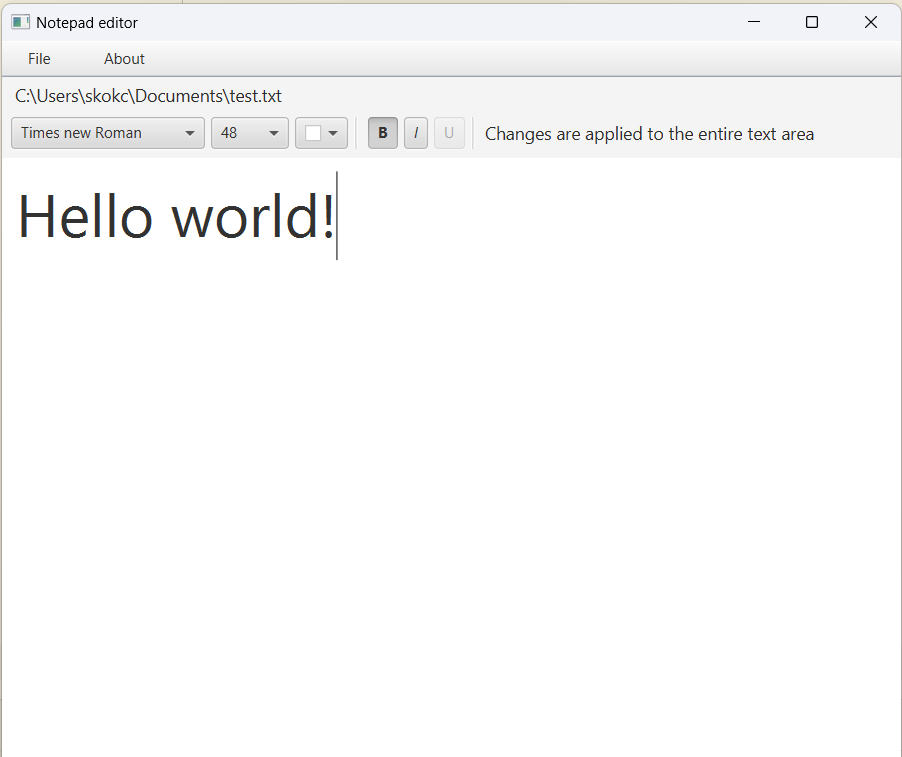 Notepad editor
File About
C:\Users\skokc\Documents\test.txt
Times new Roman 48 B I U Changes are applied to the entire text area
Hello world!